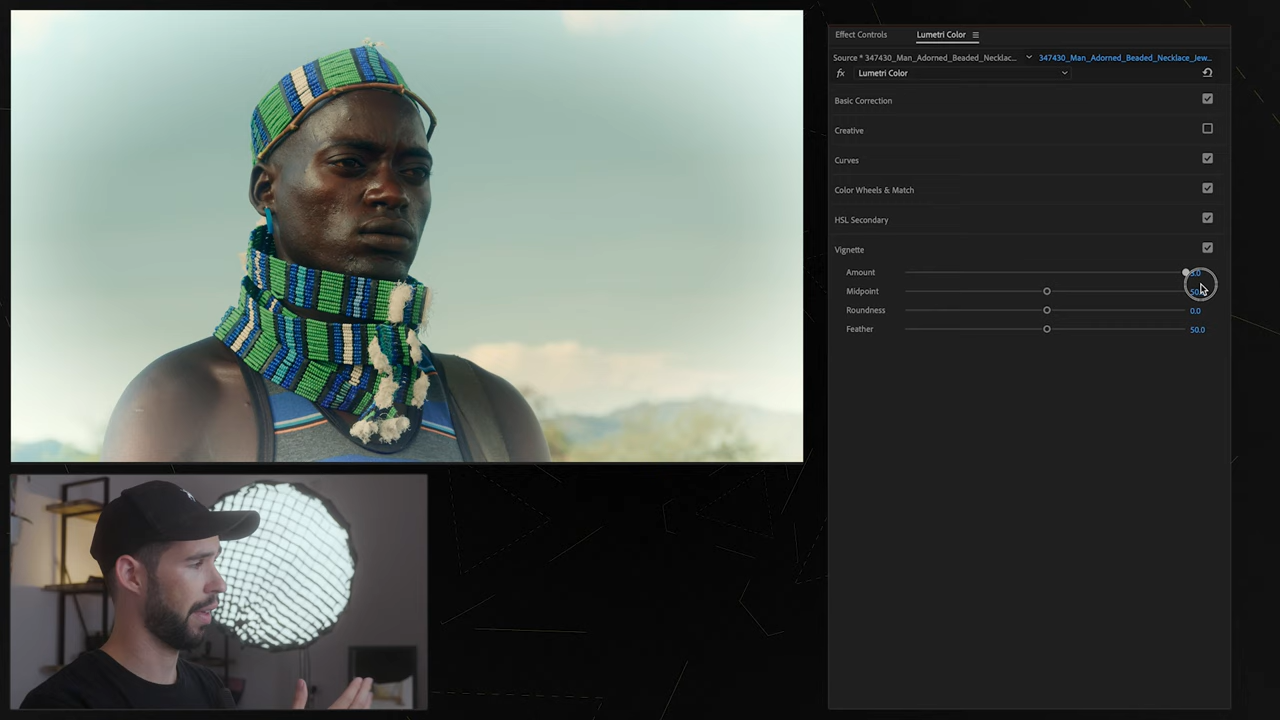 Effect Controls
Lumetri Color
Source * 347430_Man_Adorned_Beaded_Necklac...
347430_Man_Adorned_Beaded_Necklace_Jew...
fx
Lumetri Color
Basic Correction
Creative
Curves
Color Wheels & Match
HSL Secondary
Vignette
Amount
Midpoint
Roundness 0.0
Feather 50.0